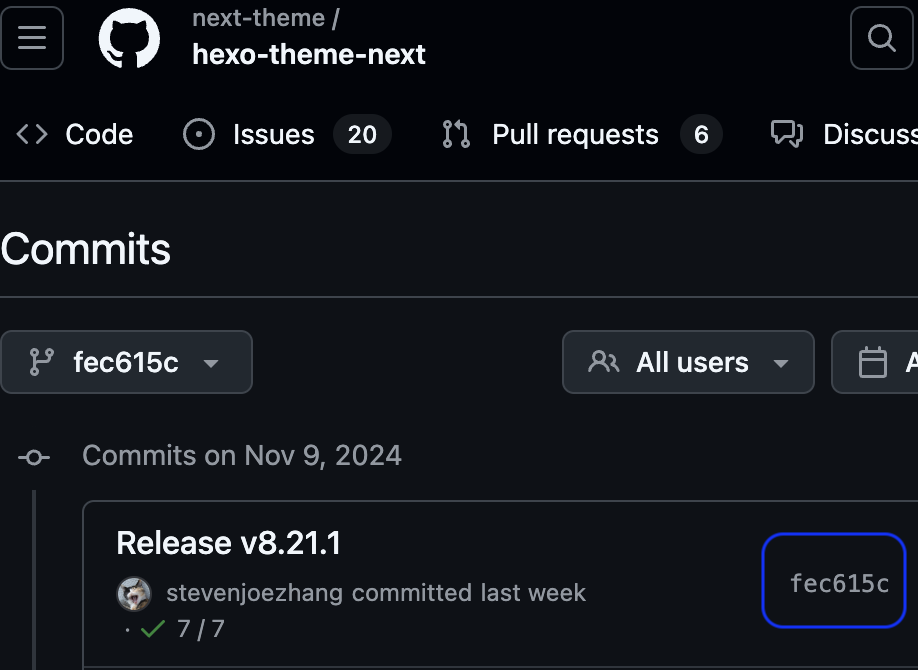 next-theme /
hexo-theme-next
Code Issues 20 Pull requests 6 Discuss
Commits
fec615c All users A
Commits on Nov 9, 2024
Release v8.21.1
fec615c
stevenjoezhang committed last week
· 7 / 7